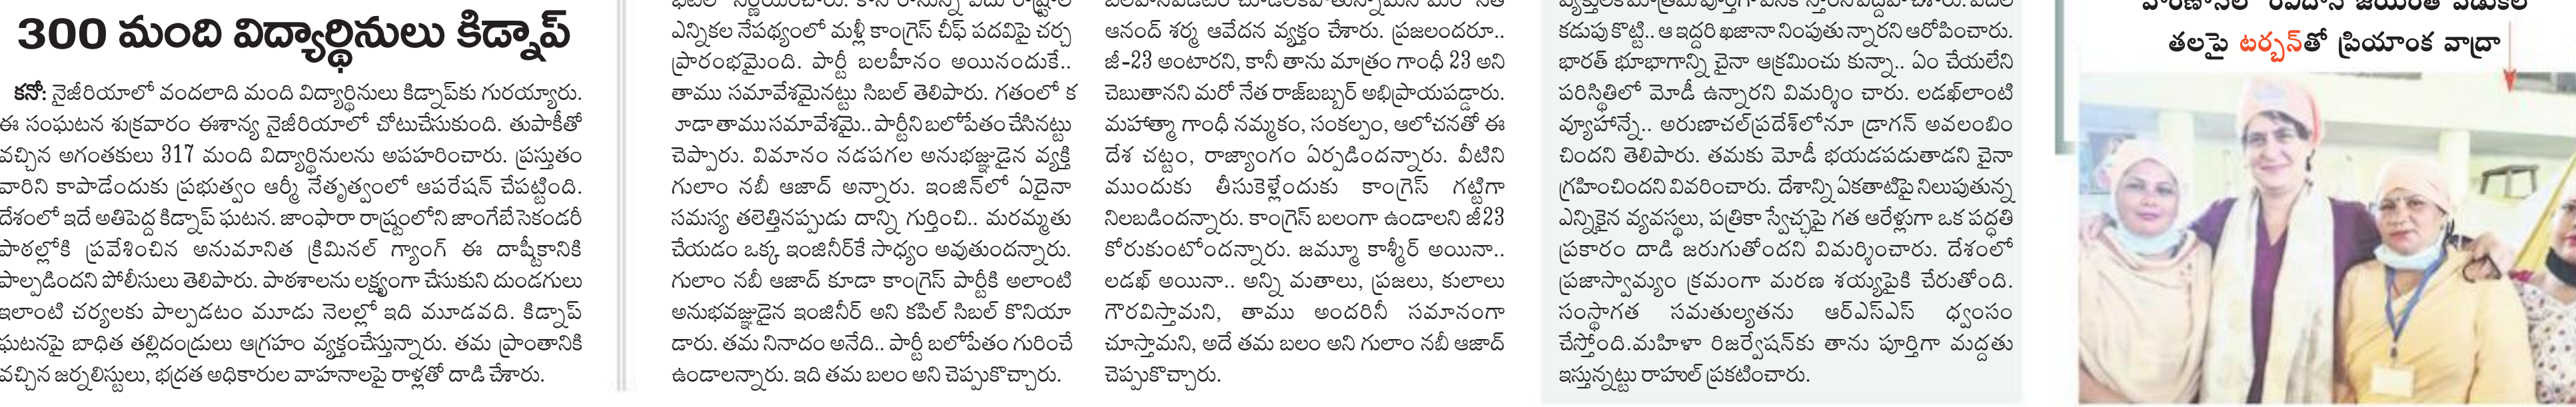 300 మంది విద్యార్థినులు కిడ్నాప్
కనో: నైజీరియాలో వందలాది మంది విద్యార్థినులు కిడ్నాప్‌కు గురయ్యారు.
ఈ సంఘటన శుక్రవారం ఈశాన్య నైజీరియాలో చోటుచేసుకుంది. తుపాకీతో
వచ్చిన అగంతకులు 317 మంది విద్యార్థినులను అపహరించారు. ప్రస్తుతం
వారిని కాపాడేందుకు ప్రభుత్వం ఆర్మీ నేతృత్వంలో ఆపరేషన్ చేపట్టింది.
దేశంలో ఇదే అతిపెద్ద కిడ్నాప్ ఘటన. జాంఫారా రాష్ట్రంలోని జాంగేబే సెకండరీ
పాఠల్లోకి ప్రవేశించిన అనుమానిత క్రిమినల్ గ్యాంగ్ ఈ దాష్టీకానికి
పాల్పడిందని పోలీసులు తెలిపారు. పాఠశాలను లక్ష్యంగా చేసుకుని దుండగులు
ఇలాంటి చర్యలకు పాల్పడటం మూడు నెలల్లో ఇది మూడవది. కిడ్నాప్
ఘటనపై బాధిత తల్లిదండ్రులు ఆగ్రహం వ్యక్తంచేస్తున్నారు. తమ ప్రాంతానికి
వచ్చిన జర్నలిస్టులు, భద్రత అధికారుల వాహనాలపై రాళ్లతో దాడి చేశారు.
ఎన్నికల నేపథ్యంలో మళ్లీ కాంగ్రెస్ చీఫ్ పదవిపై చర్చ
ప్రారంభమైంది. పార్టీ బలహీనం అయినందుకే..
తాము సమావేశమైనట్టు సిబల్ తెలిపారు. గతంలో క
ూడా తాము సమావేశమై.. పార్టీని బలోపేతం చేసినట్టు
చెప్పారు. విమానం నడపగల అనుభజ్ఞుడైన వ్యక్తి
గులాం నబీ ఆజాద్ అన్నారు. ఇంజిన్‌లో ఏదైనా
సమస్య తలెత్తినప్పుడు దాన్ని గుర్తించి.. మరమ్మతు
చేయడం ఒక్క ఇంజినీర్‌కే సాధ్యం అవుతుందన్నారు.
గులాం నబీ ఆజాద్ కూడా కాంగ్రెస్ పార్టీకి అలాంటి
అనుభవజ్ఞుడైన ఇంజినీర్ అని కపిల్ సిబల్ కొనియా
డారు. తమ నినాదం అనేది.. పార్టీ బలోపేతం గురించే
ఉండాలన్నారు. ఇది తమ బలం అని చెప్పుకొచ్చారు.
ఆనంద్ శర్మ ఆవేదన వ్యక్తం చేశారు. ప్రజలందరూ..
జీ-23 అంటారని, కానీ తాను మాత్రం గాంధీ 23 అని
చెబుతానని మరో నేత రాజ్‌బబ్బర్ అభిప్రాయపడ్డారు.
మహాత్మా గాంధీ నమ్మకం, సంకల్పం, ఆలోచనతో ఈ
దేశ చట్టం, రాజ్యాంగం ఏర్పడిందన్నారు. వీటిని
ముందుకు తీసుకెళ్లేందుకు కాంగ్రెస్ గట్టిగా
నిలబడిందన్నారు. కాంగ్రెస్ బలంగా ఉండాలని జీ23
కోరుకుంటోందన్నారు. జమ్మూ కాశ్మీర్ అయినా..
లడఖ్ అయినా.. అన్ని మతాలు, ప్రజలు, కులాలు
గౌరవిస్తామని, తాము అందరినీ సమానంగా
చూస్తామని, అదే తమ బలం అని గులాం నబీ ఆజాద్
చెప్పుకొచ్చారు.
కడుపు కొట్టి.. ఆ ఇద్దరి ఖజానా నింపుతు న్నారని ఆరోపించారు.
భారత్ భూభాగాన్ని చైనా ఆక్రమించు కున్నా.. ఏం చేయలేని
పరిస్థితిలో మోడీ ఉన్నారని విమర్శిం చారు. లడఖ్‌లాంటి
వ్యూహాన్నే.. అరుణాచల్‌ప్రదేశ్‌లోనూ డ్రాగన్ అవలంబిం
చిందని తెలిపారు. తమకు మోడీ భయడపడుతాడని చైనా
గ్రహించిందని వివరించారు. దేశాన్ని ఏకతాటిపై నిలుపుతున్న
ఎన్నికైన వ్యవస్థలు, పత్రికా స్వేచ్ఛపై గత ఆరేళ్లుగా ఒక పద్ధతి
ప్రకారం దాడి జరుగుతోందని విమర్శించారు. దేశంలో
ప్రజాస్వామ్యం క్రమంగా మరణ శయ్యపైకి చేరుతోంది.
సంస్థాగత సమతుల్యతను ఆర్ఎస్ఎస్ ధ్వంసం
చేస్తోంది.మహిళా రిజర్వేషన్‌కు తాను పూర్తిగా మద్దతు
ఇస్తున్నట్టు రాహుల్ ప్రకటించారు.
తలపై టర్బన్‌తో ప్రియాంక వాద్రా